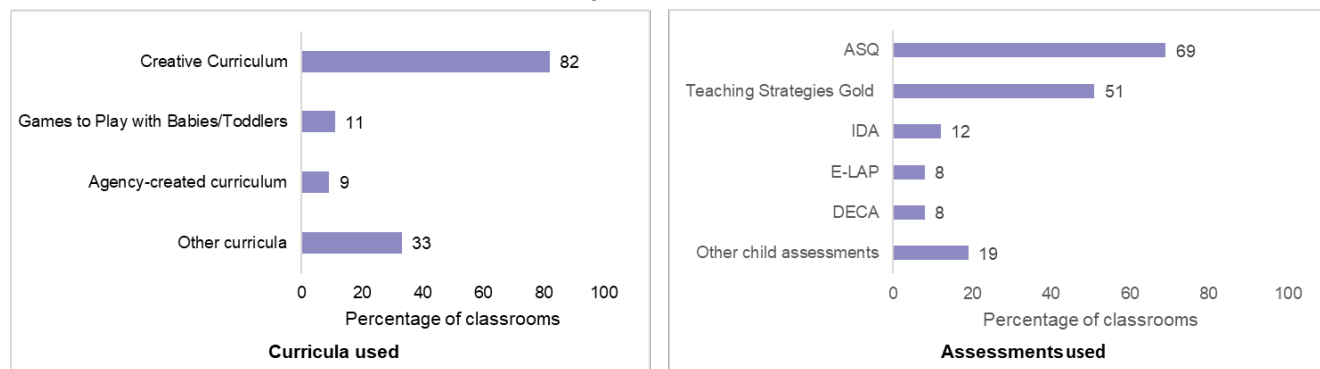 Creative Curriculum 82
Games to Play with Babies/Toddlers 11
Agency-created curriculum 9
Other curricula 33
0 20 40 60 80 100
Percentage of classrooms
Curricula used
ASQ 69
Teaching Strategies Gold 51
IDA 12
E-LAP 8
DECA 8
Other child assessments 19
0 20 40 60 80 100
Percentage of classrooms
Assessments used